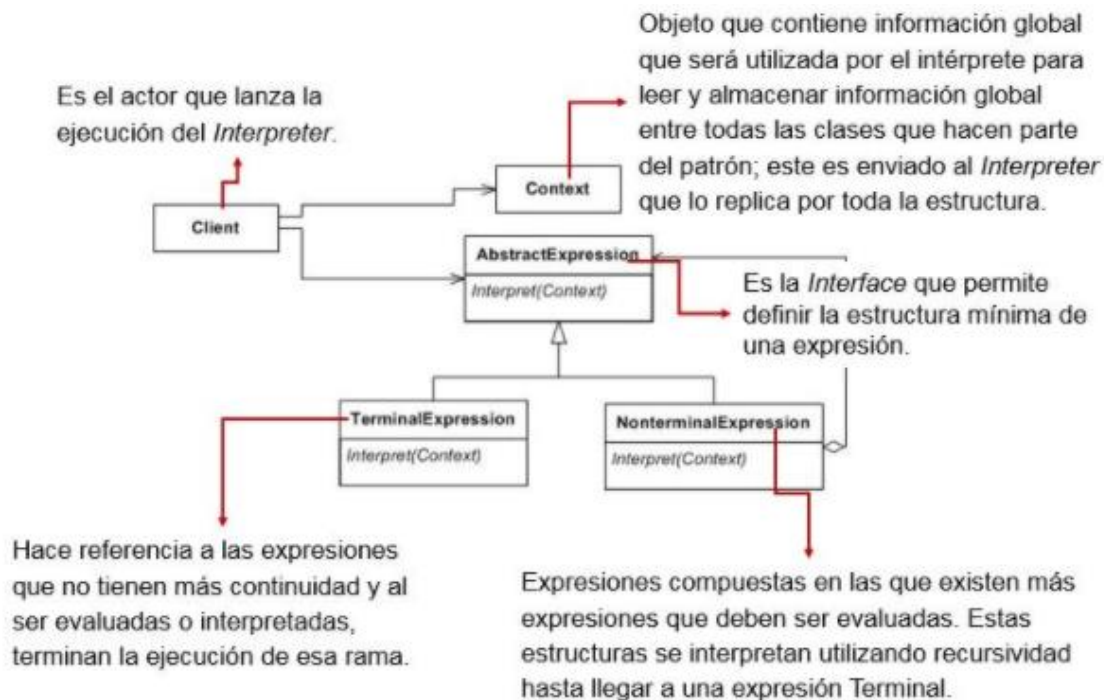 Objeto que contiene información global
que será utilizada por el intérprete para
leer y almacenar información global
entre todas las clases que hacen parte
del patrón; este es enviado al Interpreter
que lo replica por toda la estructura.
Es el actor que lanza la
ejecución del Interpreter.
Context
Client
AbstractExpression
Interpret(Context)
Es la Interface que permite
definir la estructura mínima de
una expresión.
TerminalExpression
Interpret(Context)
NonterminalExpression
Interpret(Context)
Hace referencia a las expresiones
que no tienen más continuidad y al
ser evaluadas o interpretadas,
terminan la ejecución de esa rama.
Expresiones compuestas en las que existen más
expresiones que deben ser evaluadas. Estas
estructuras se interpretan utilizando recursividad
hasta llegar a una expresión Terminal.